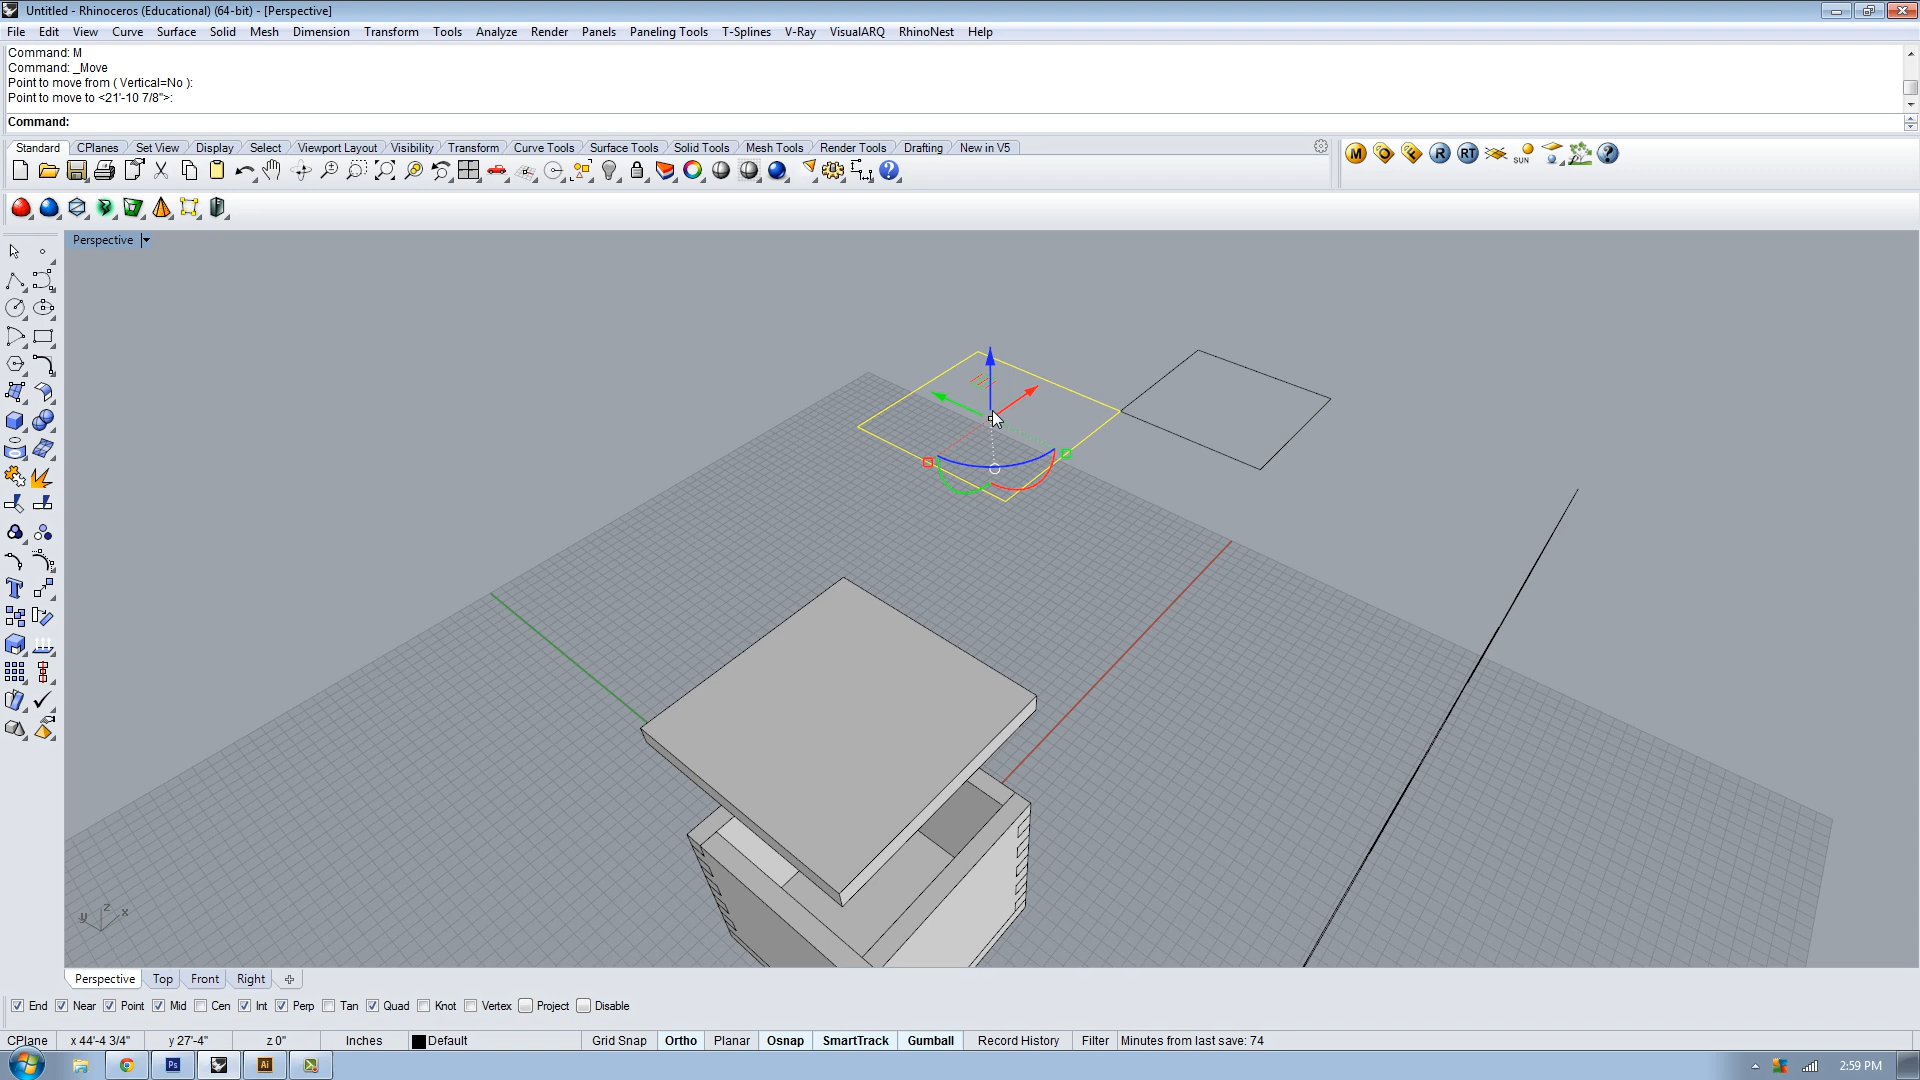 Untitled - Rhinoceros (Educational) (64-bit) - [Perspective]
File Edit View Curve Surface Solid Mesh Dimension Transform Tools Analyze Render Panels Paneling Tools T-Splines V-Ray VisualARQ RhinoNest Help
Command: M
Command: _Move
Point to move from ( Vertical=No ):
Point to move to <21'-10 7/8">:
Command:
Standard CPlanes Set View Display Select Viewport Layout Visibility Transform Curve Tools Surface Tools Solid Tools Mesh Tools Render Tools Drafting New in V5
M R RT SUN ?
Perspective
z
y x
Perspective Top Front Right
End Near Point Mid Cen Int Perp Tan Quad Knot Vertex Project Disable
CPlane x 44'-4 3/4" y 27'-4" z 0" Inches Default Grid Snap Ortho Planar Osnap SmartTrack Gumball Record History Filter Minutes from last save: 74
Ps Ai 2:59 PM